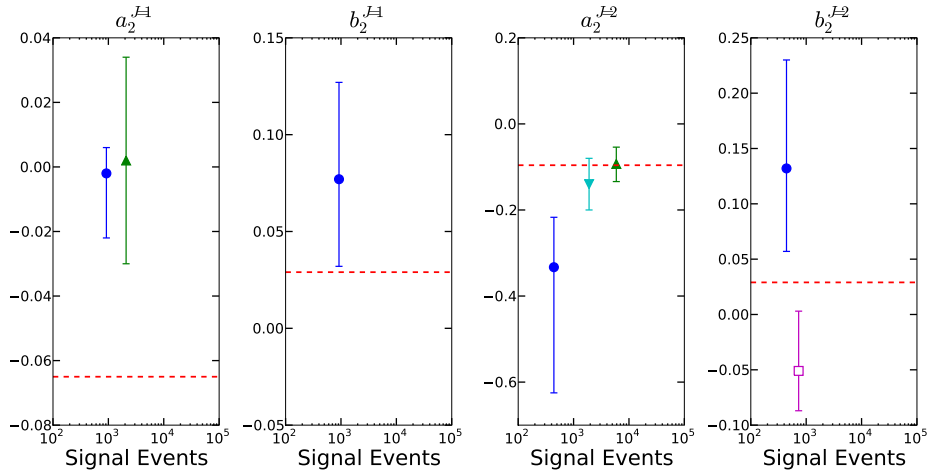 $a_2^{J=1}$
0.04
0.02
0.00
−0.02
−0.04
−0.06
−0.08
$10^2$ $10^3$ $10^4$ $10^5$
Signal Events
$b_2^{J=1}$
0.15
0.10
0.05
0.00
−0.05
$10^2$ $10^3$ $10^4$ $10^5$
Signal Events
$a_2^{J=2}$
0.2
0.0
−0.2
−0.4
−0.6
$10^2$ $10^3$ $10^4$ $10^5$
Signal Events
$b_2^{J=2}$
0.25
0.20
0.15
0.10
0.05
0.00
−0.05
−0.10
$10^2$ $10^3$ $10^4$ $10^5$
Signal Events